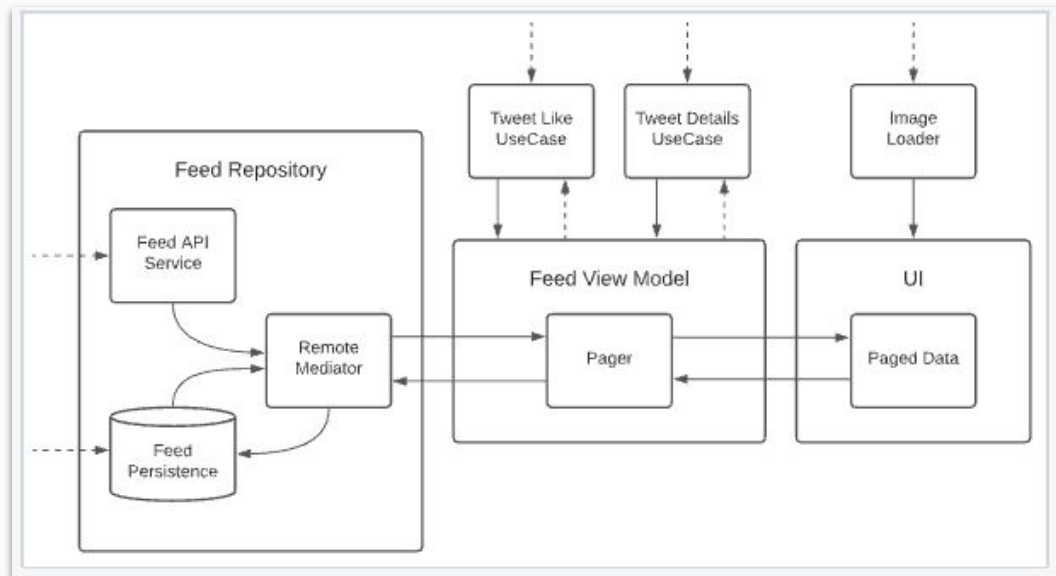 Tweet Like
UseCase
Tweet Details
UseCase
Image
Loader
Feed Repository
Feed API
Service
Remote
Mediator
Feed
Persistence
Feed View Model
Pager
UI
Paged Data